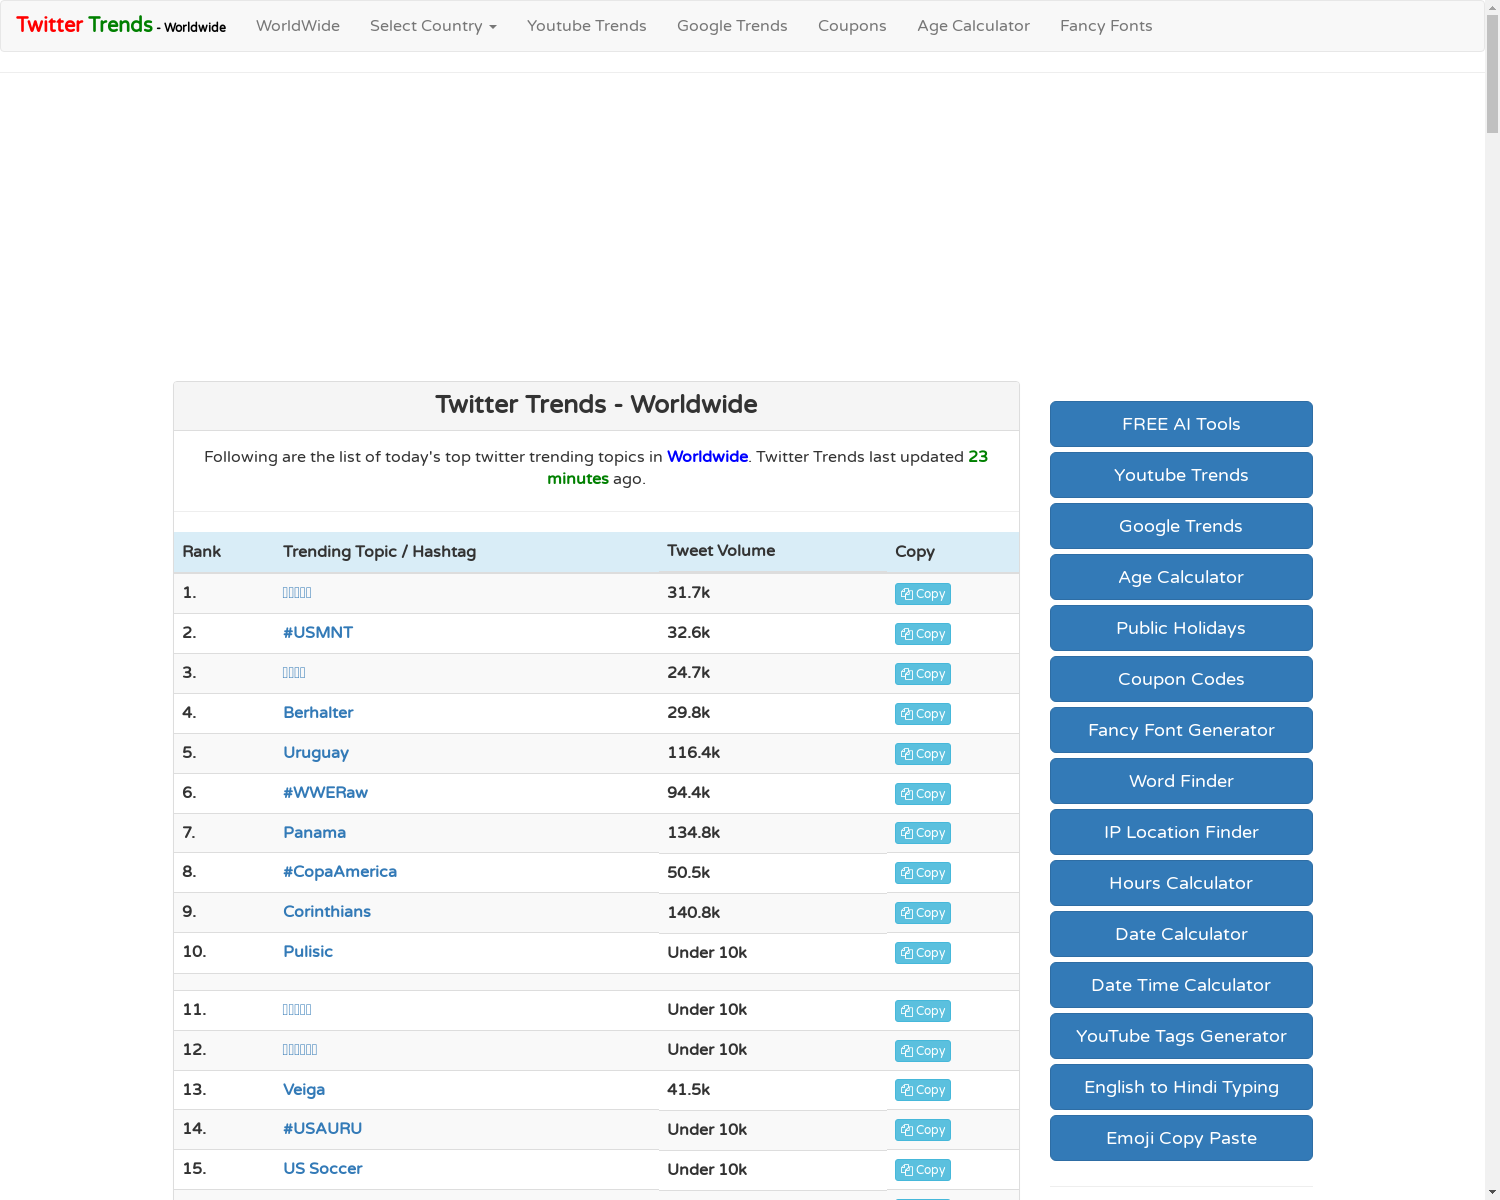 Twitter Trends - Worldwide
WorldWide
Select Country
Youtube Trends
Google Trends
Coupons
Age Calculator
Fancy Fonts
Twitter Trends - Worldwide
Following are the list of today's top twitter trending topics in Worldwide. Twitter Trends last updated 23
minutes ago.
Rank Trending Topic / Hashtag Tweet Volume Copy
1. 31.7k Copy
2. #USMNT 32.6k Copy
3. 24.7k Copy
4. Berhalter 29.8k Copy
5. Uruguay 116.4k Copy
6. #WWERaw 94.4k Copy
7. Panama 134.8k Copy
8. #CopaAmerica 50.5k Copy
9. Corinthians 140.8k Copy
10. Pulisic Under 10k Copy
11. Under 10k Copy
12. Under 10k Copy
13. Veiga 41.5k Copy
14. #USAURU Under 10k Copy
15. US Soccer Under 10k Copy
FREE AI Tools
Youtube Trends
Google Trends
Age Calculator
Public Holidays
Coupon Codes
Fancy Font Generator
Word Finder
IP Location Finder
Hours Calculator
Date Calculator
Date Time Calculator
YouTube Tags Generator
English to Hindi Typing
Emoji Copy Paste